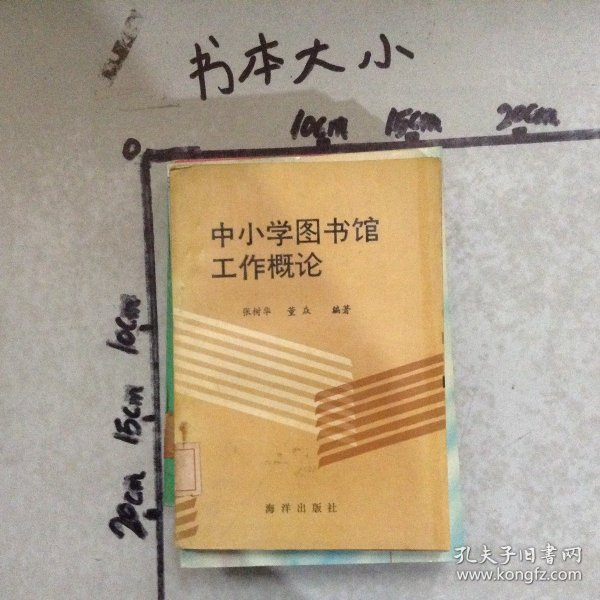 书本大小
0
10cm
15cm
20cm
10cm
15cm
20cm
中小学图书馆
工作概论
张树华 董众 编著
海洋出版社
孔夫子旧书网
www.kongfz.com